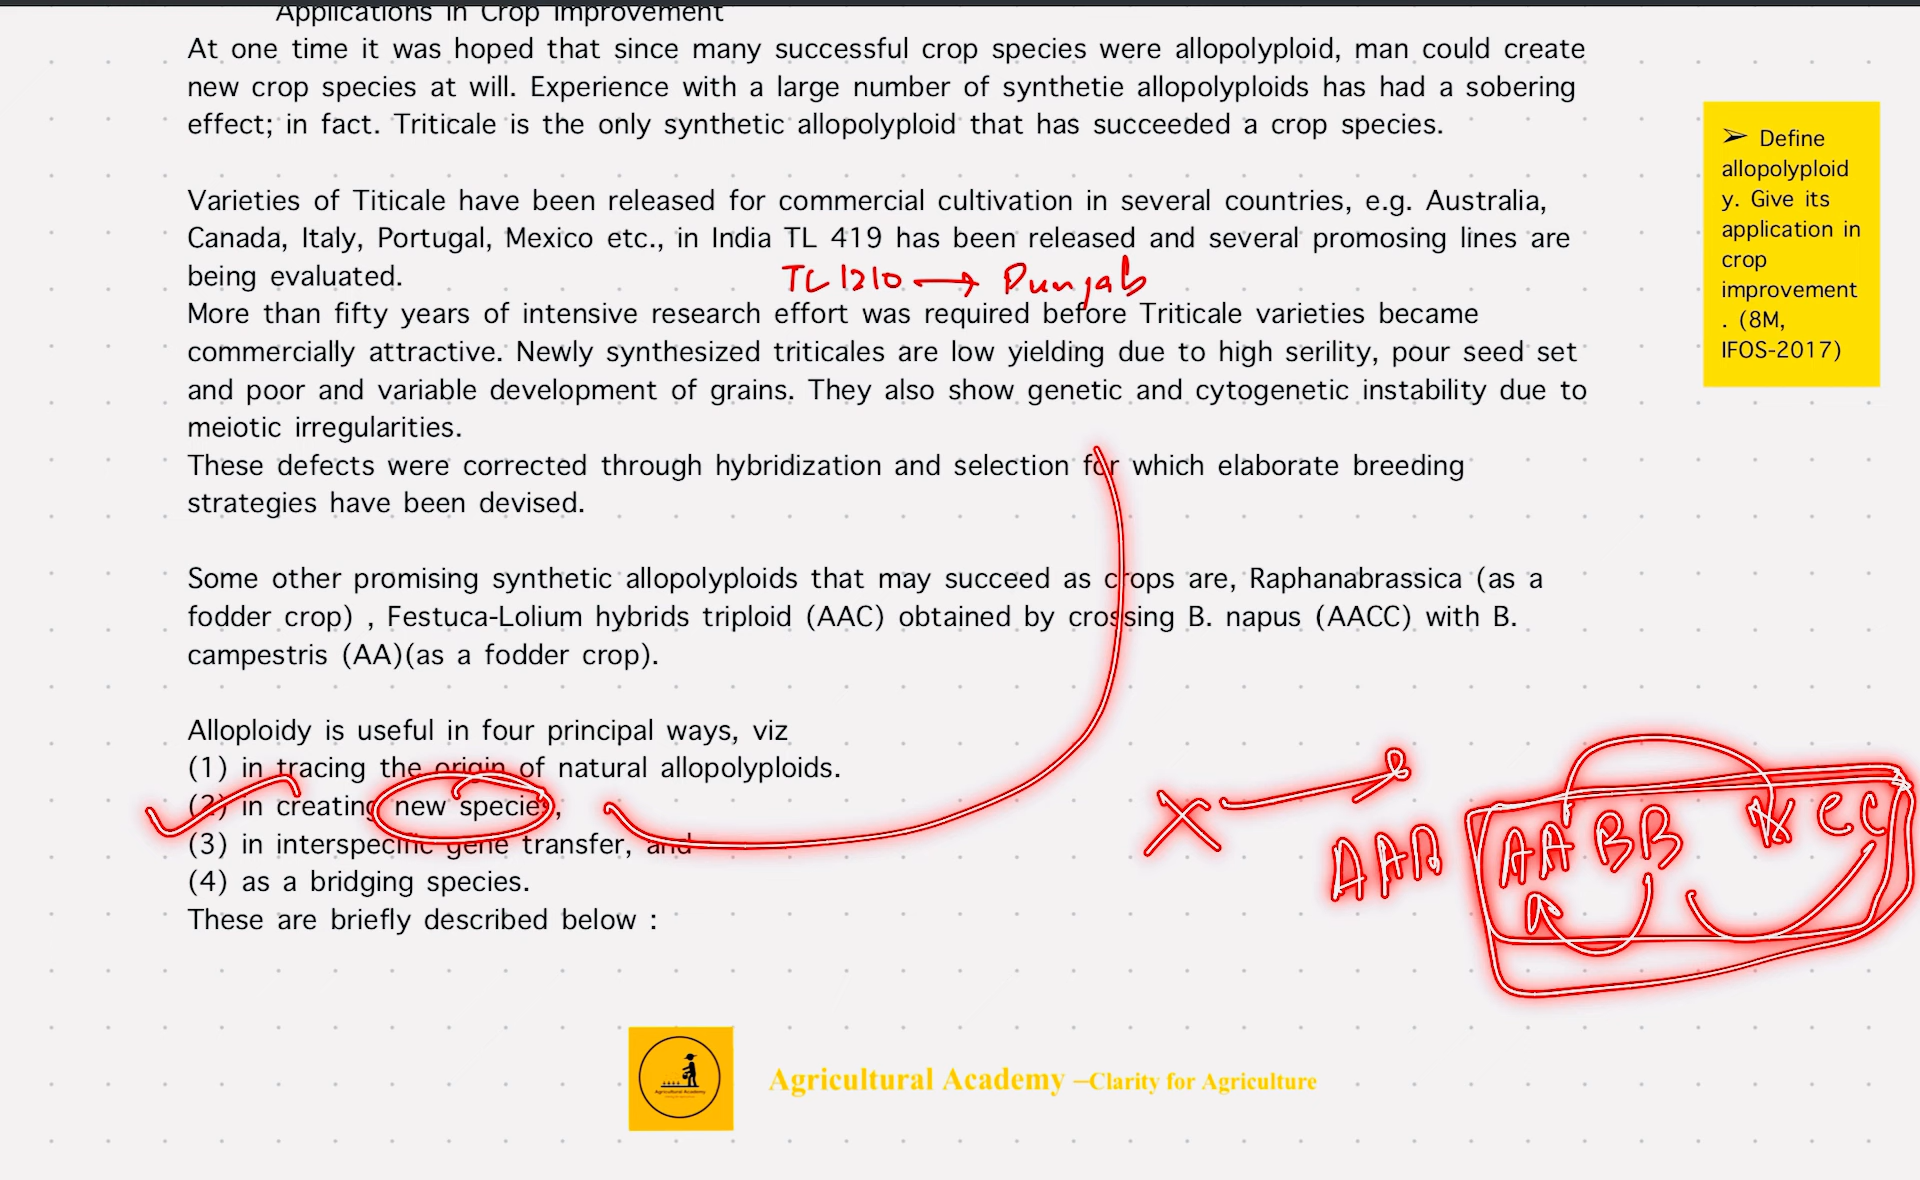 Applications in Crop Improvement
At one time it was hoped that since many successful crop species were allopolyploid, man could create
new crop species at will. Experience with a large number of synthetie allopolyploids has had a sobering
effect; in fact. Triticale is the only synthetic allopolyploid that has succeeded a crop species.
Varieties of Titicale have been released for commercial cultivation in several countries, e.g. Australia,
Canada, Italy, Portugal, Mexico etc., in India TL 419 has been released and several promosing lines are
being evaluated.
TL 1210 → Punjab
More than fifty years of intensive research effort was required before Triticale varieties became
commercially attractive. Newly synthesized triticales are low yielding due to high serility, pour seed set
and poor and variable development of grains. They also show genetic and cytogenetic instability due to
meiotic irregularities.
These defects were corrected through hybridization and selection for which elaborate breeding
strategies have been devised.
Some other promising synthetic allopolyploids that may succeed as crops are, Raphanabrassica (as a
fodder crop) , Festuca-Lolium hybrids triploid (AAC) obtained by crossing B. napus (AACC) with B.
campestris (AA)(as a fodder crop).
Alloploidy is useful in four principal ways, viz
(1) in tracing the origin of natural allopolyploids.
(2) in creating new species,
(3) in interspecific gene transfer, and
(4) as a bridging species.
These are briefly described below :
➢ Define
allopolyploid
y. Give its
application in
crop
improvement
. (8M,
IFOS-2017)
AAA AABB CC
Agricultural Academy –Clarity for Agriculture